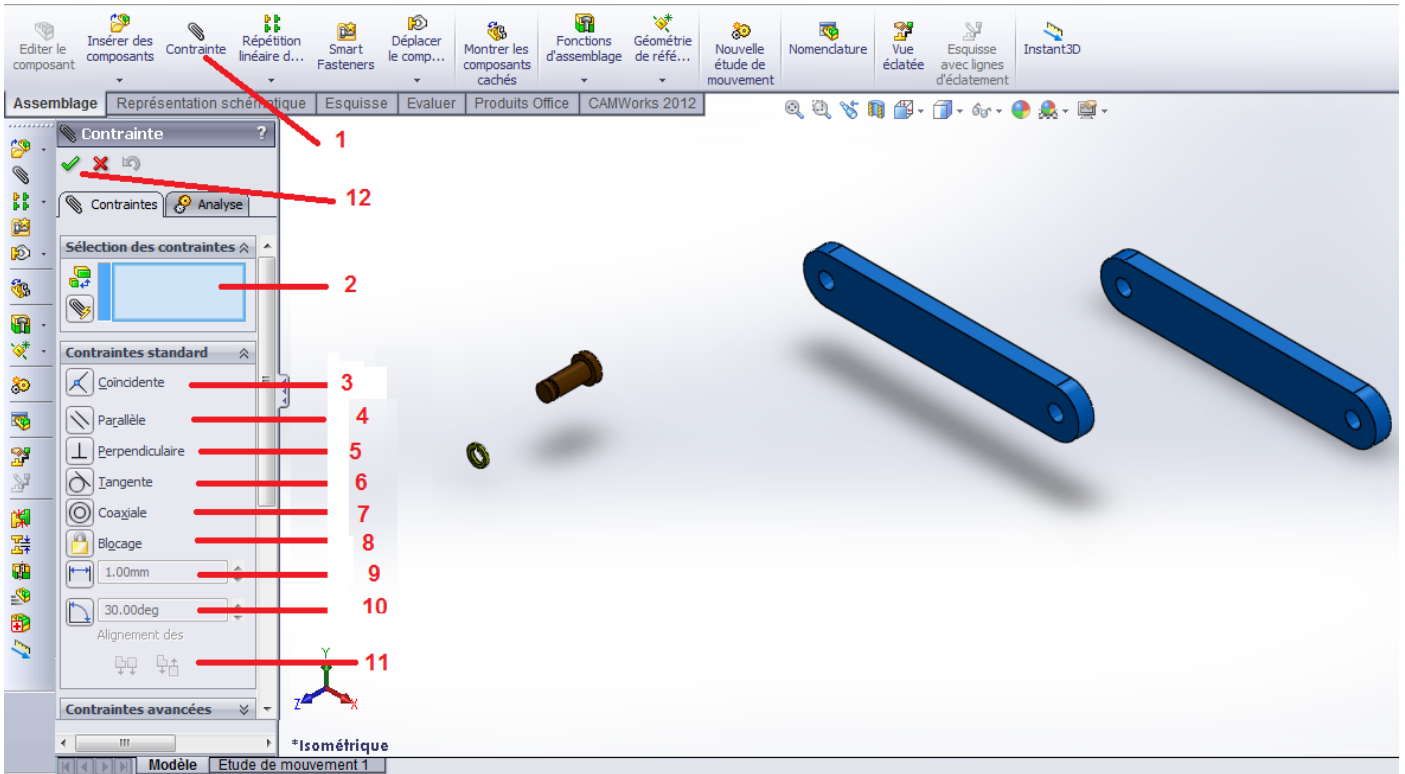 Editer le composant
Insérer des composants
Contrainte
Répétition linéaire d...
Smart Fasteners
Déplacer le comp...
Montrer les composants cachés
Fonctions d'assemblage
Géométrie de réfé...
Nouvelle étude de mouvement
Nomenclature
Vue éclatée
Esquisse avec lignes d'éclatement
Instant3D
Assemblage
Représentation schématique
Esquisse
Evaluer
Produits Office
CAMWorks 2012
Contrainte ?
1
12
Contraintes
Analyse
Sélection des contraintes
2
Contraintes standard
Coïncidente 3
Parallèle 4
Perpendiculaire 5
Tangente 6
Coaxiale 7
Blocage 8
1.00mm 9
30.00deg 10
Alignement des
11
Contraintes avancées
Y
Z X
*Isométrique
Modèle
Etude de mouvement 1